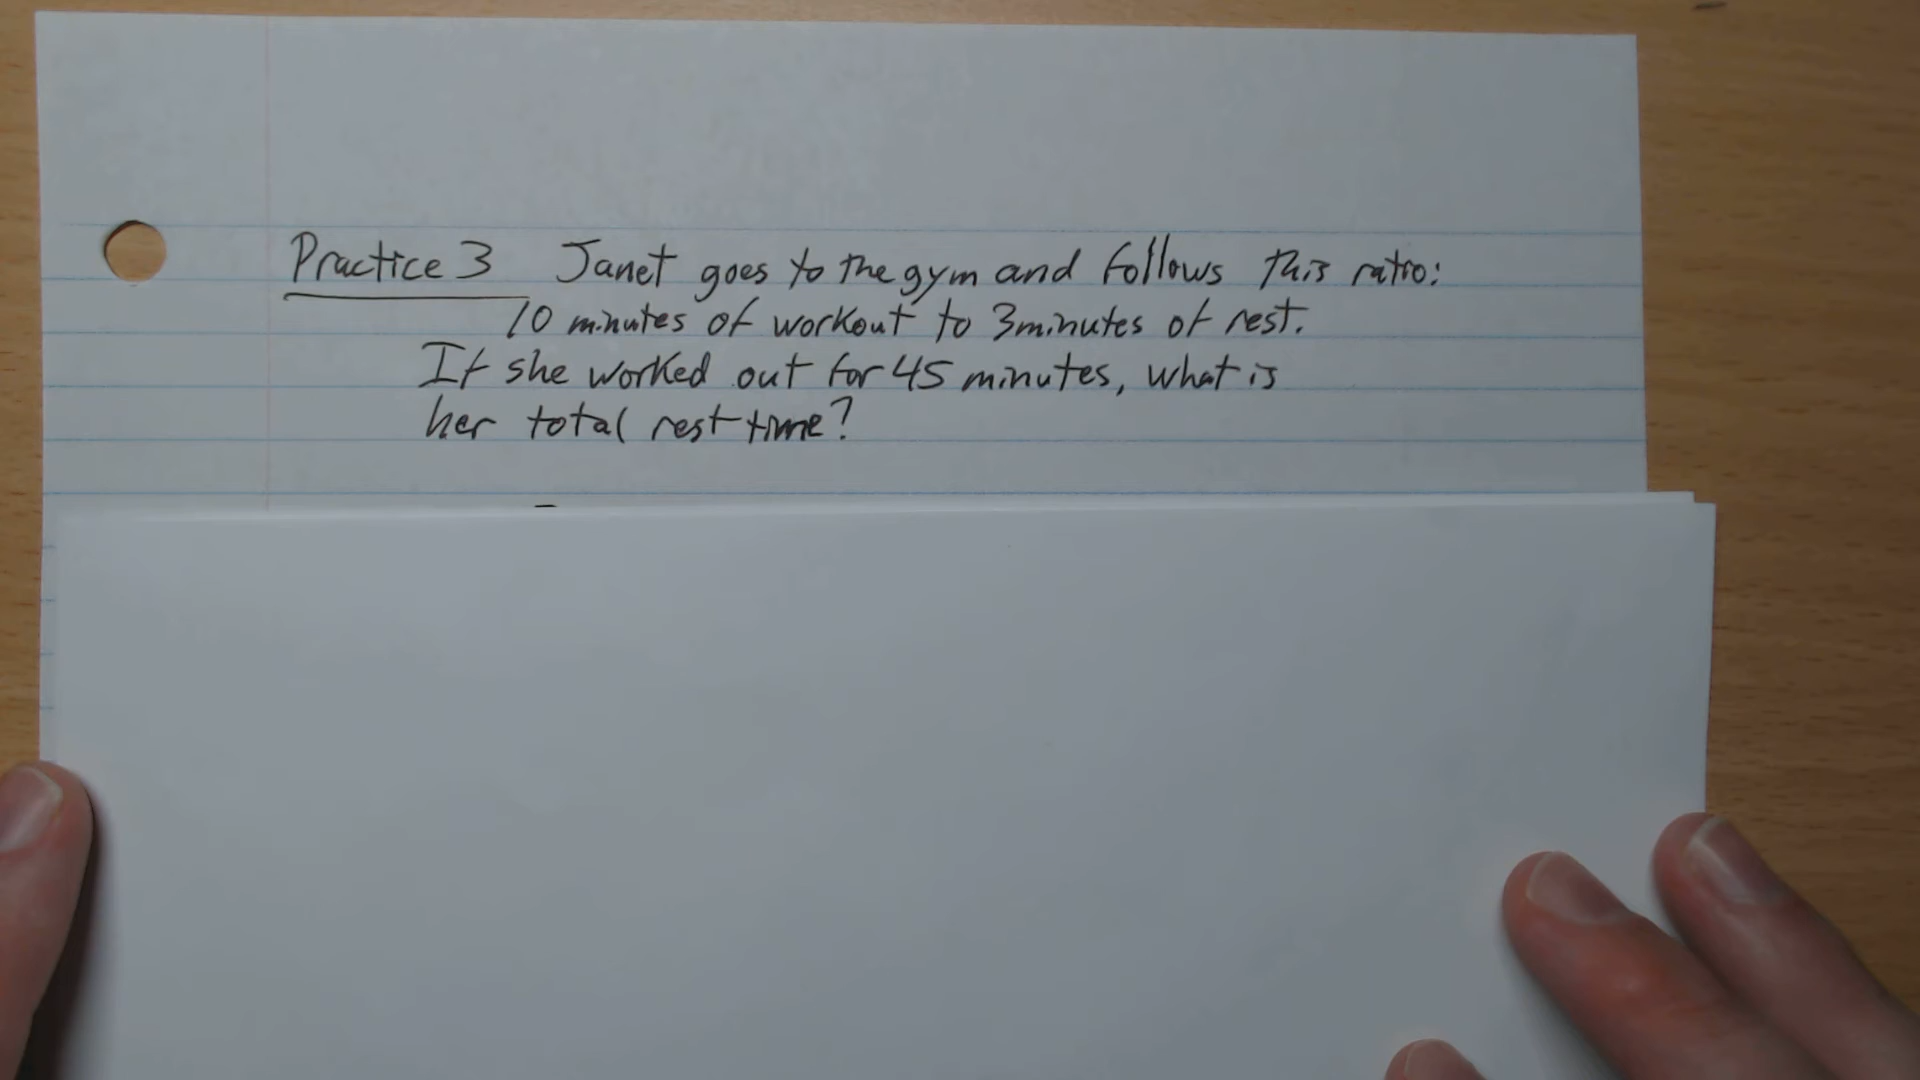 Practice 3 Janet goes to the gym and follows this ratio:
10 minutes of workout to 3 minutes of rest.
If she worked out for 45 minutes, what is
her total rest time?